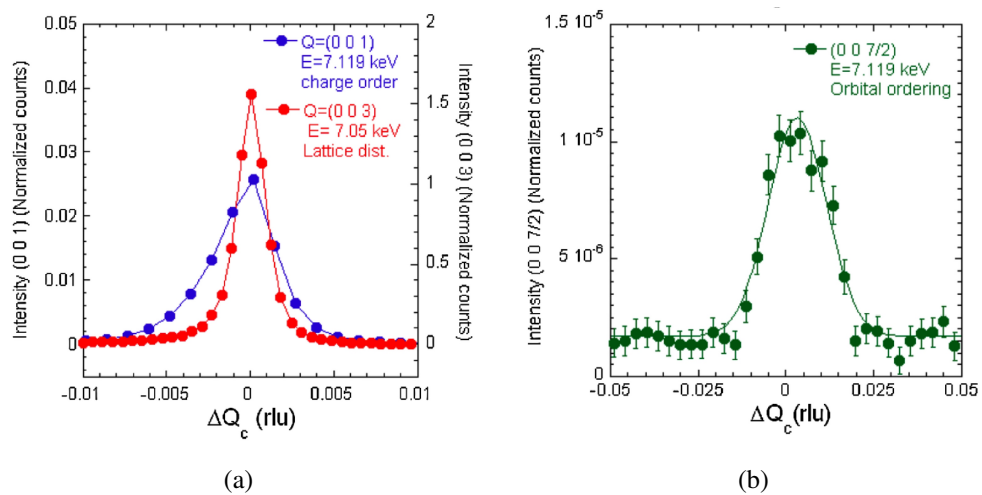 0.05
0.04
0.03
0.02
0.01
0
Intensity (0 0 1) (Normalized counts)
-0.01
-0.005
0
0.005
0.01
ΔQc (rlu)
Q=(0 0 1)
E=7.119 keV
charge order
Q=(0 0 3)
E= 7.05 keV
Lattice dist.
2
1.5
1
0.5
0
Intensity (0 0 3) (Normalized
counts)
(a)
1.5 10-5
1 10-5
5 10-6
0
Intensity (0 0 7/2) (Normalized counts)
-0.05
-0.025
0
0.025
0.05
ΔQc (rlu)
(0 0 7/2)
E=7.119 keV
Orbital ordering
(b)